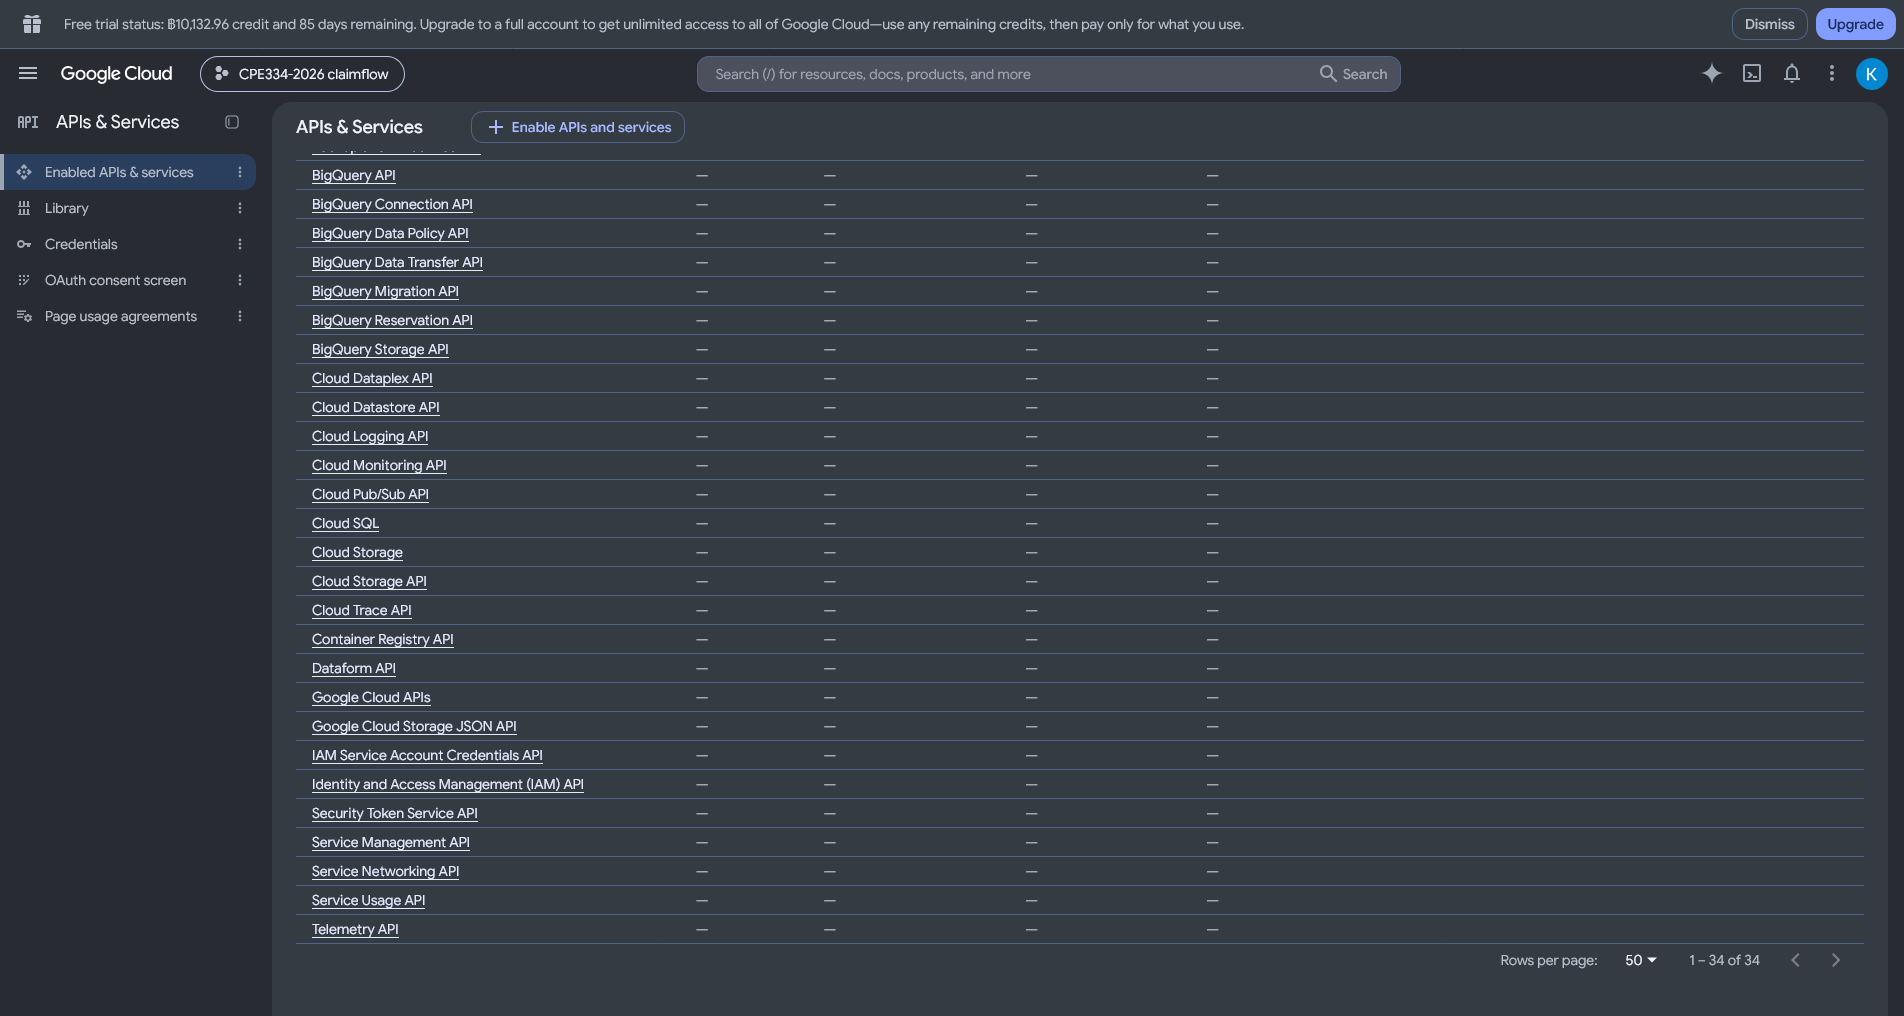 Free trial status: ฿10,132.96 credit and 85 days remaining. Upgrade to a full account to get unlimited access to all of Google Cloud—use any remaining credits, then pay only for what you use.
Dismiss
Upgrade
Google Cloud
CPE334-2026 claimflow
Search (/) for resources, docs, products, and more
Search
K
API
APIs & Services
Enabled APIs & services
Library
Credentials
OAuth consent screen
Page usage agreements
APIs & Services
Enable APIs and services
BigQuery API — — — —
BigQuery Connection API — — — —
BigQuery Data Policy API — — — —
BigQuery Data Transfer API — — — —
BigQuery Migration API — — — —
BigQuery Reservation API — — — —
BigQuery Storage API — — — —
Cloud Dataplex API — — — —
Cloud Datastore API — — — —
Cloud Logging API — — — —
Cloud Monitoring API — — — —
Cloud Pub/Sub API — — — —
Cloud SQL — — — —
Cloud Storage — — — —
Cloud Storage API — — — —
Cloud Trace API — — — —
Container Registry API — — — —
Dataform API — — — —
Google Cloud APIs — — — —
Google Cloud Storage JSON API — — — —
IAM Service Account Credentials API — — — —
Identity and Access Management (IAM) API — — — —
Security Token Service API — — — —
Service Management API — — — —
Service Networking API — — — —
Service Usage API — — — —
Telemetry API — — — —
Rows per page: 50 1 – 34 of 34